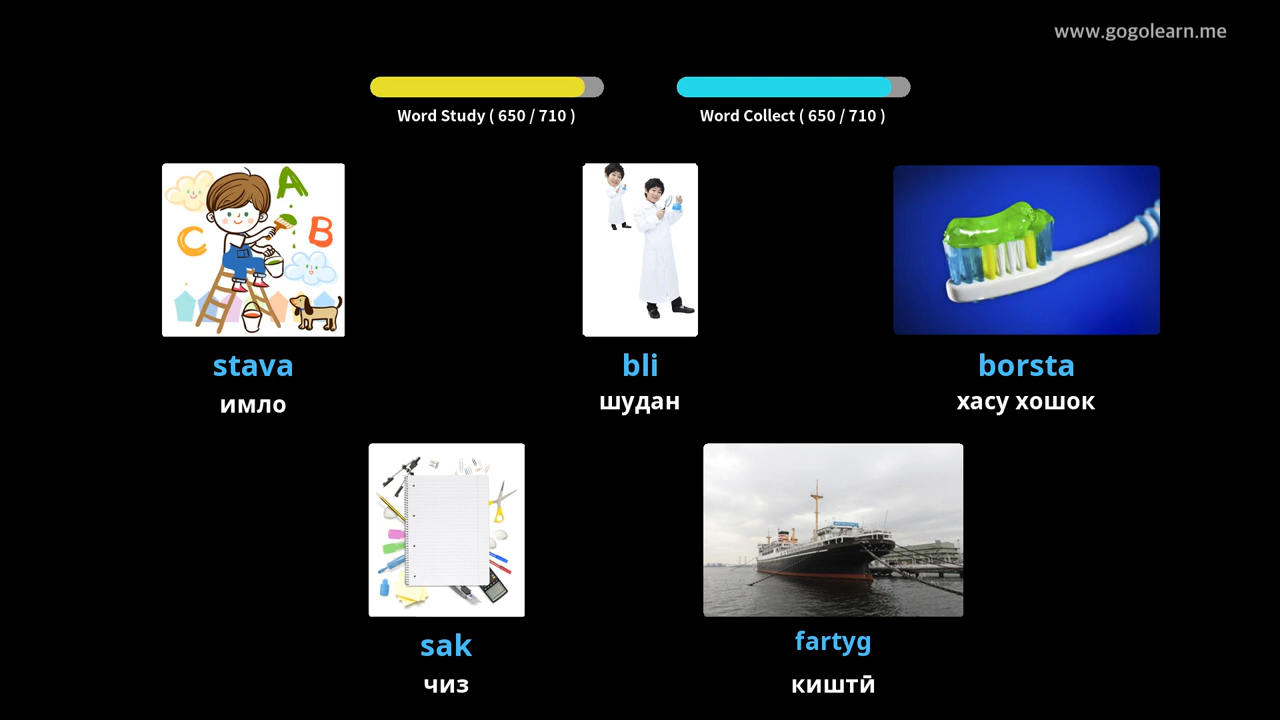 www.gogolearn.me
Word Study ( 650 / 710 )
Word Collect ( 650 / 710 )
A
C
B
stava
имло
bli
шудан
borsta
хасу хошок
sak
чиз
fartyg
киштӣ